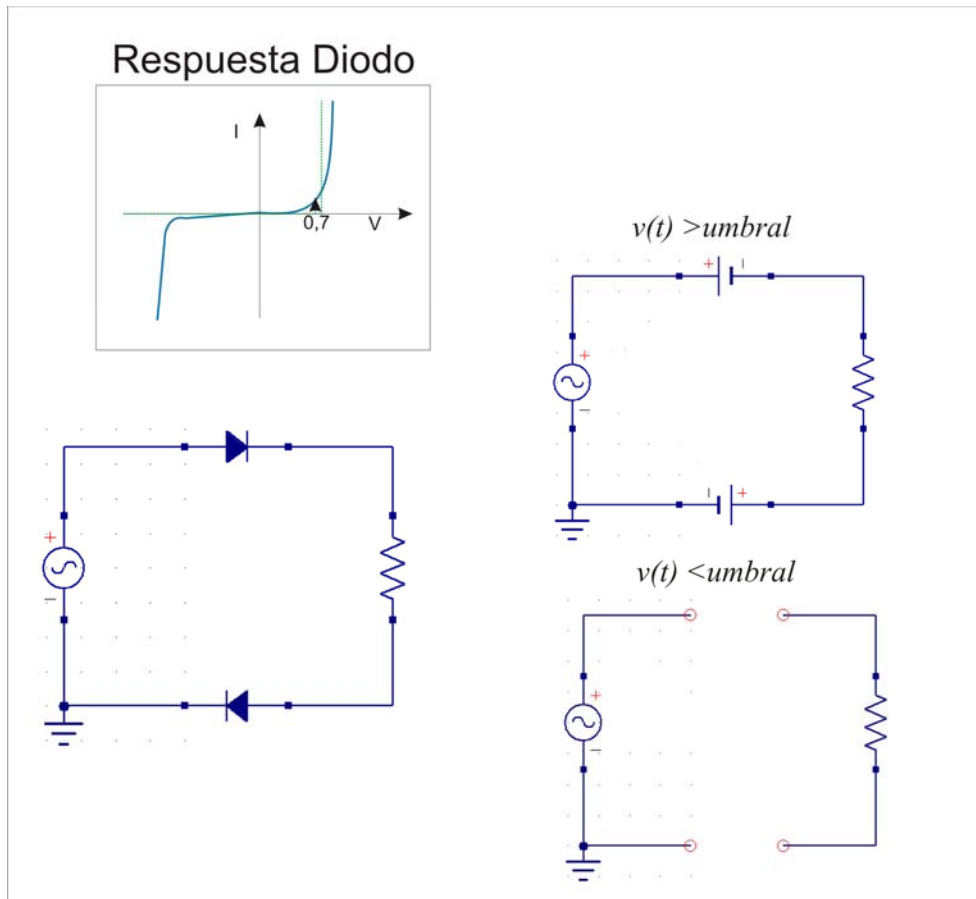 Respuesta Diodo
I
0,7
V
v(t) >umbral
+ −
+
−
− +
+
−
v(t) <umbral
+
−